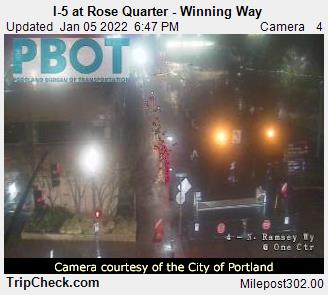 I-5 at Rose Quarter - Winning Way
Updated Jan 05 2022 6:47 PM Camera 4
PBOT
PORTLAND BUREAU OF TRANSPORTATION
4 - N. Ramsey Wy
@ One Ctr
Camera courtesy of the City of Portland
TripCheck.com Milepost302.00